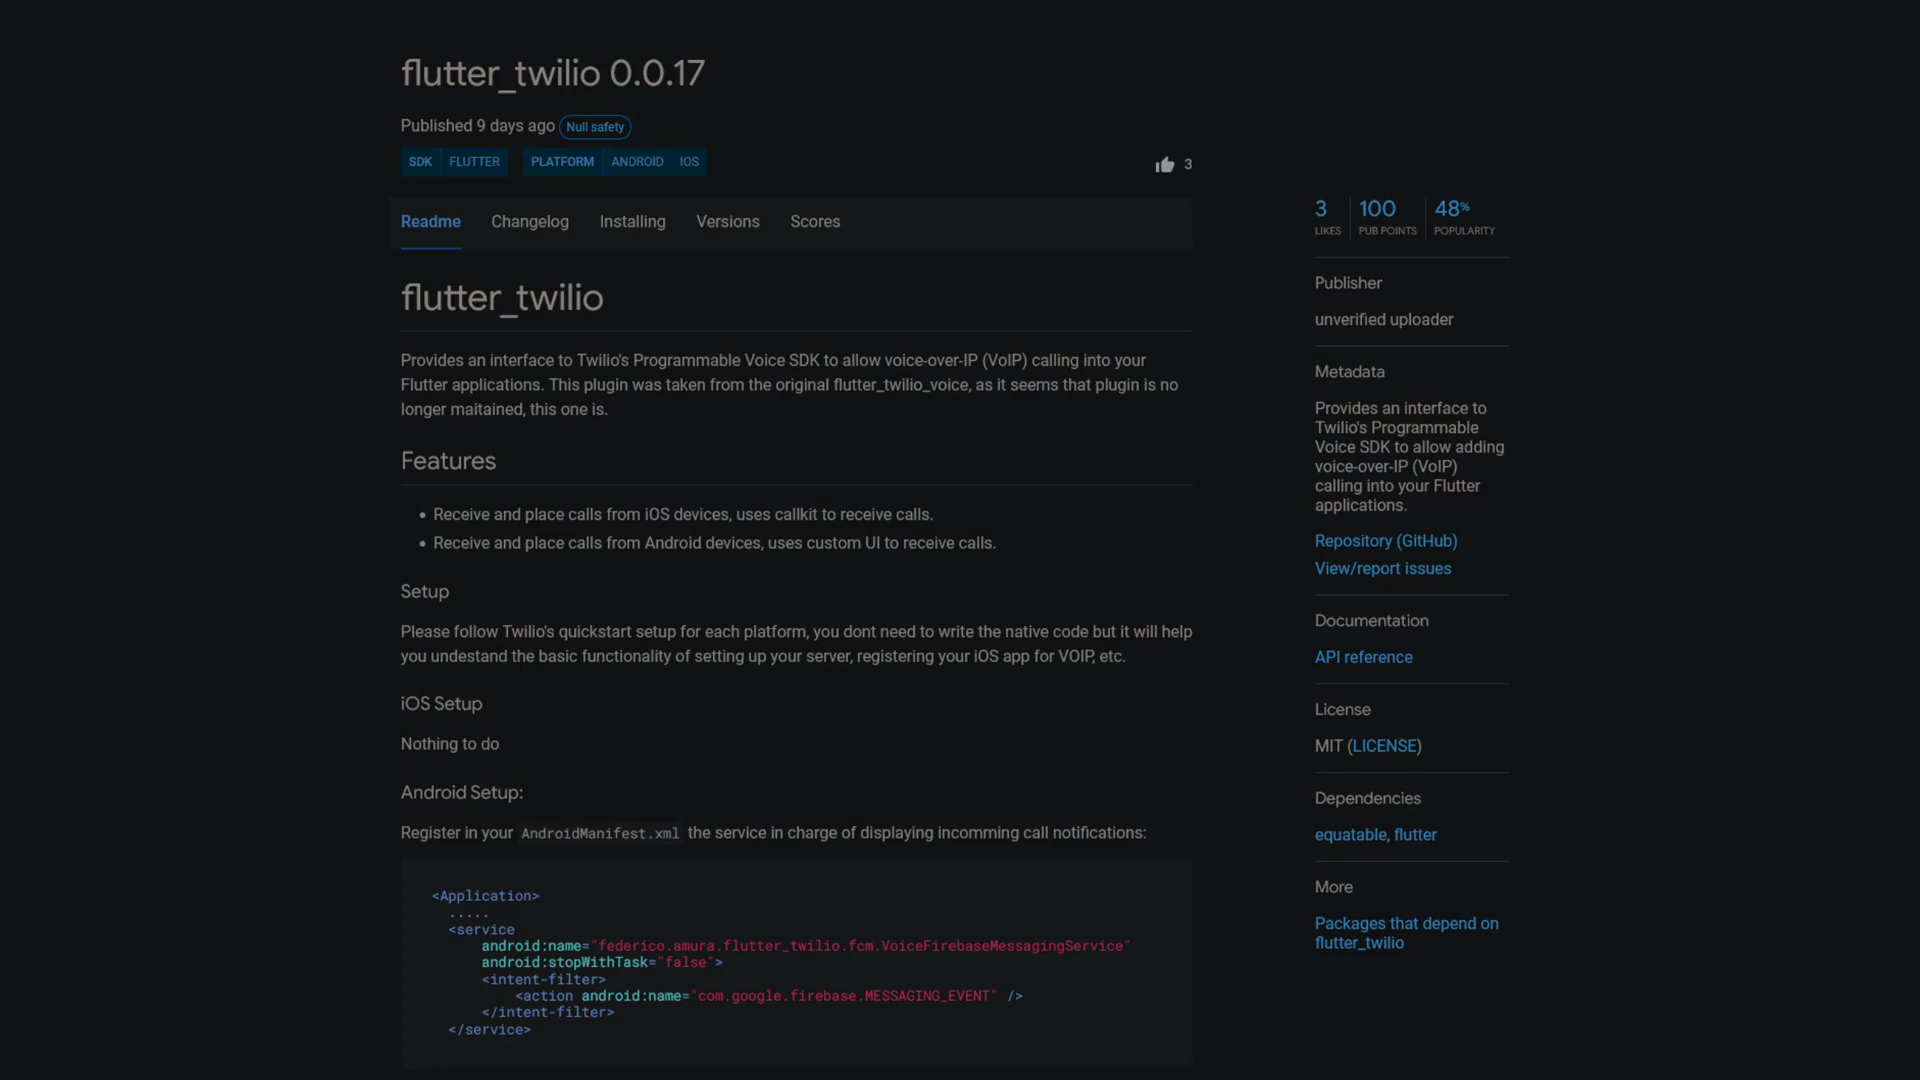 flutter_twilio 0.0.17
Published 9 days ago Null safety
SDK FLUTTER PLATFORM ANDROID IOS
3
Readme Changelog Installing Versions Scores
flutter_twilio
Provides an interface to Twilio's Programmable Voice SDK to allow voice-over-IP (VoIP) calling into your
Flutter applications. This plugin was taken from the original flutter_twilio_voice, as it seems that plugin is no
longer maitained, this one is.
Features
• Receive and place calls from iOS devices, uses callkit to receive calls.
• Receive and place calls from Android devices, uses custom UI to receive calls.
Setup
Please follow Twilio's quickstart setup for each platform, you dont need to write the native code but it will help
you undestand the basic functionality of setting up your server, registering your iOS app for VOIP, etc.
iOS Setup
Nothing to do
Android Setup:
Register in your AndroidManifest.xml the service in charge of displaying incomming call notifications:
<Application>
.....
<service
android:name="federico.amura.flutter_twilio.fcm.VoiceFirebaseMessagingService"
android:stopWithTask="false">
<intent-filter>
<action android:name="com.google.firebase.MESSAGING_EVENT" />
</intent-filter>
</service>
3 100 48%
LIKES PUB POINTS POPULARITY
Publisher
unverified uploader
Metadata
Provides an interface to
Twilio's Programmable
Voice SDK to allow adding
voice-over-IP (VoIP)
calling into your Flutter
applications.
Repository (GitHub)
View/report issues
Documentation
API reference
License
MIT (LICENSE)
Dependencies
equatable, flutter
More
Packages that depend on
flutter_twilio